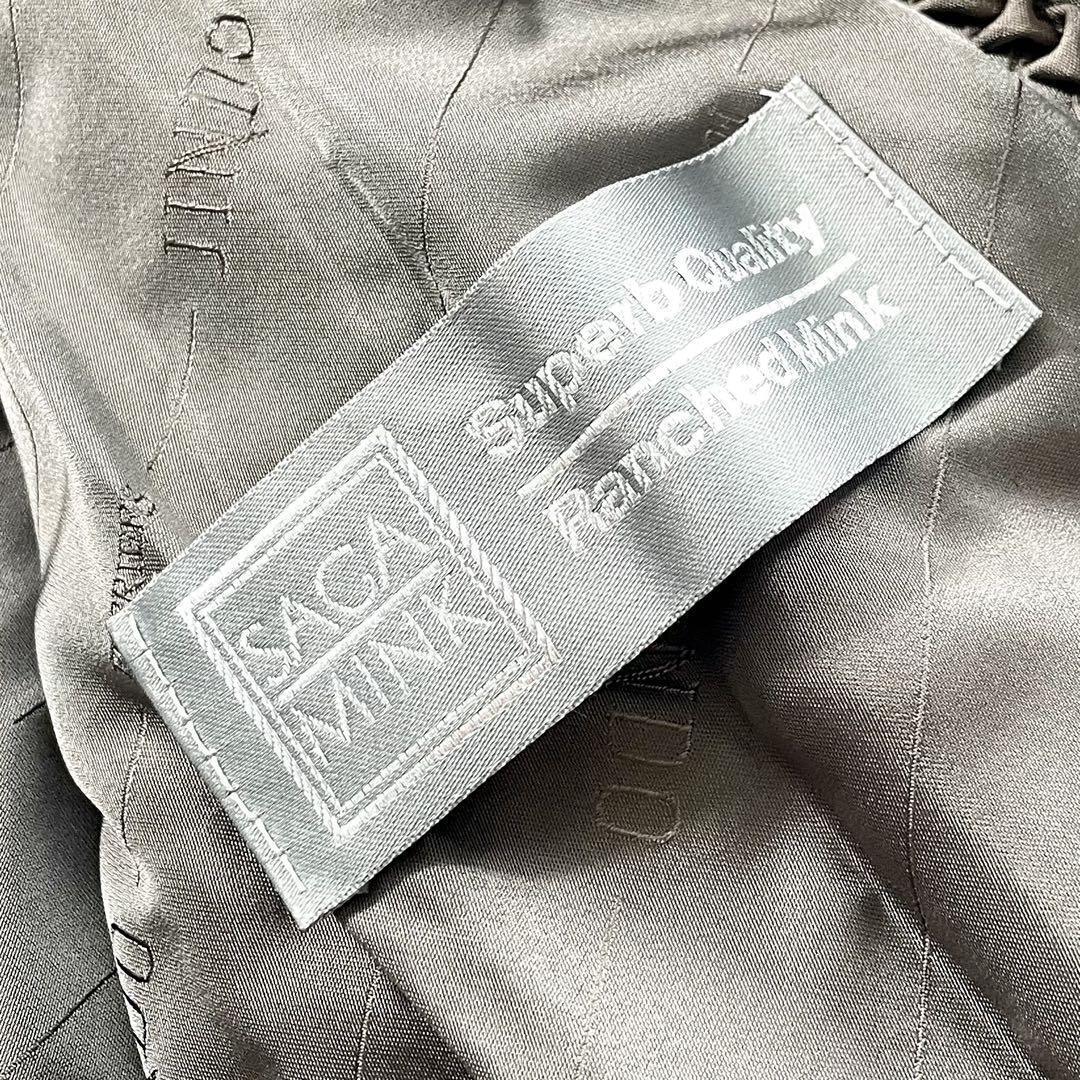 SAGA
MINK
Superb Quality
Ranched Mink